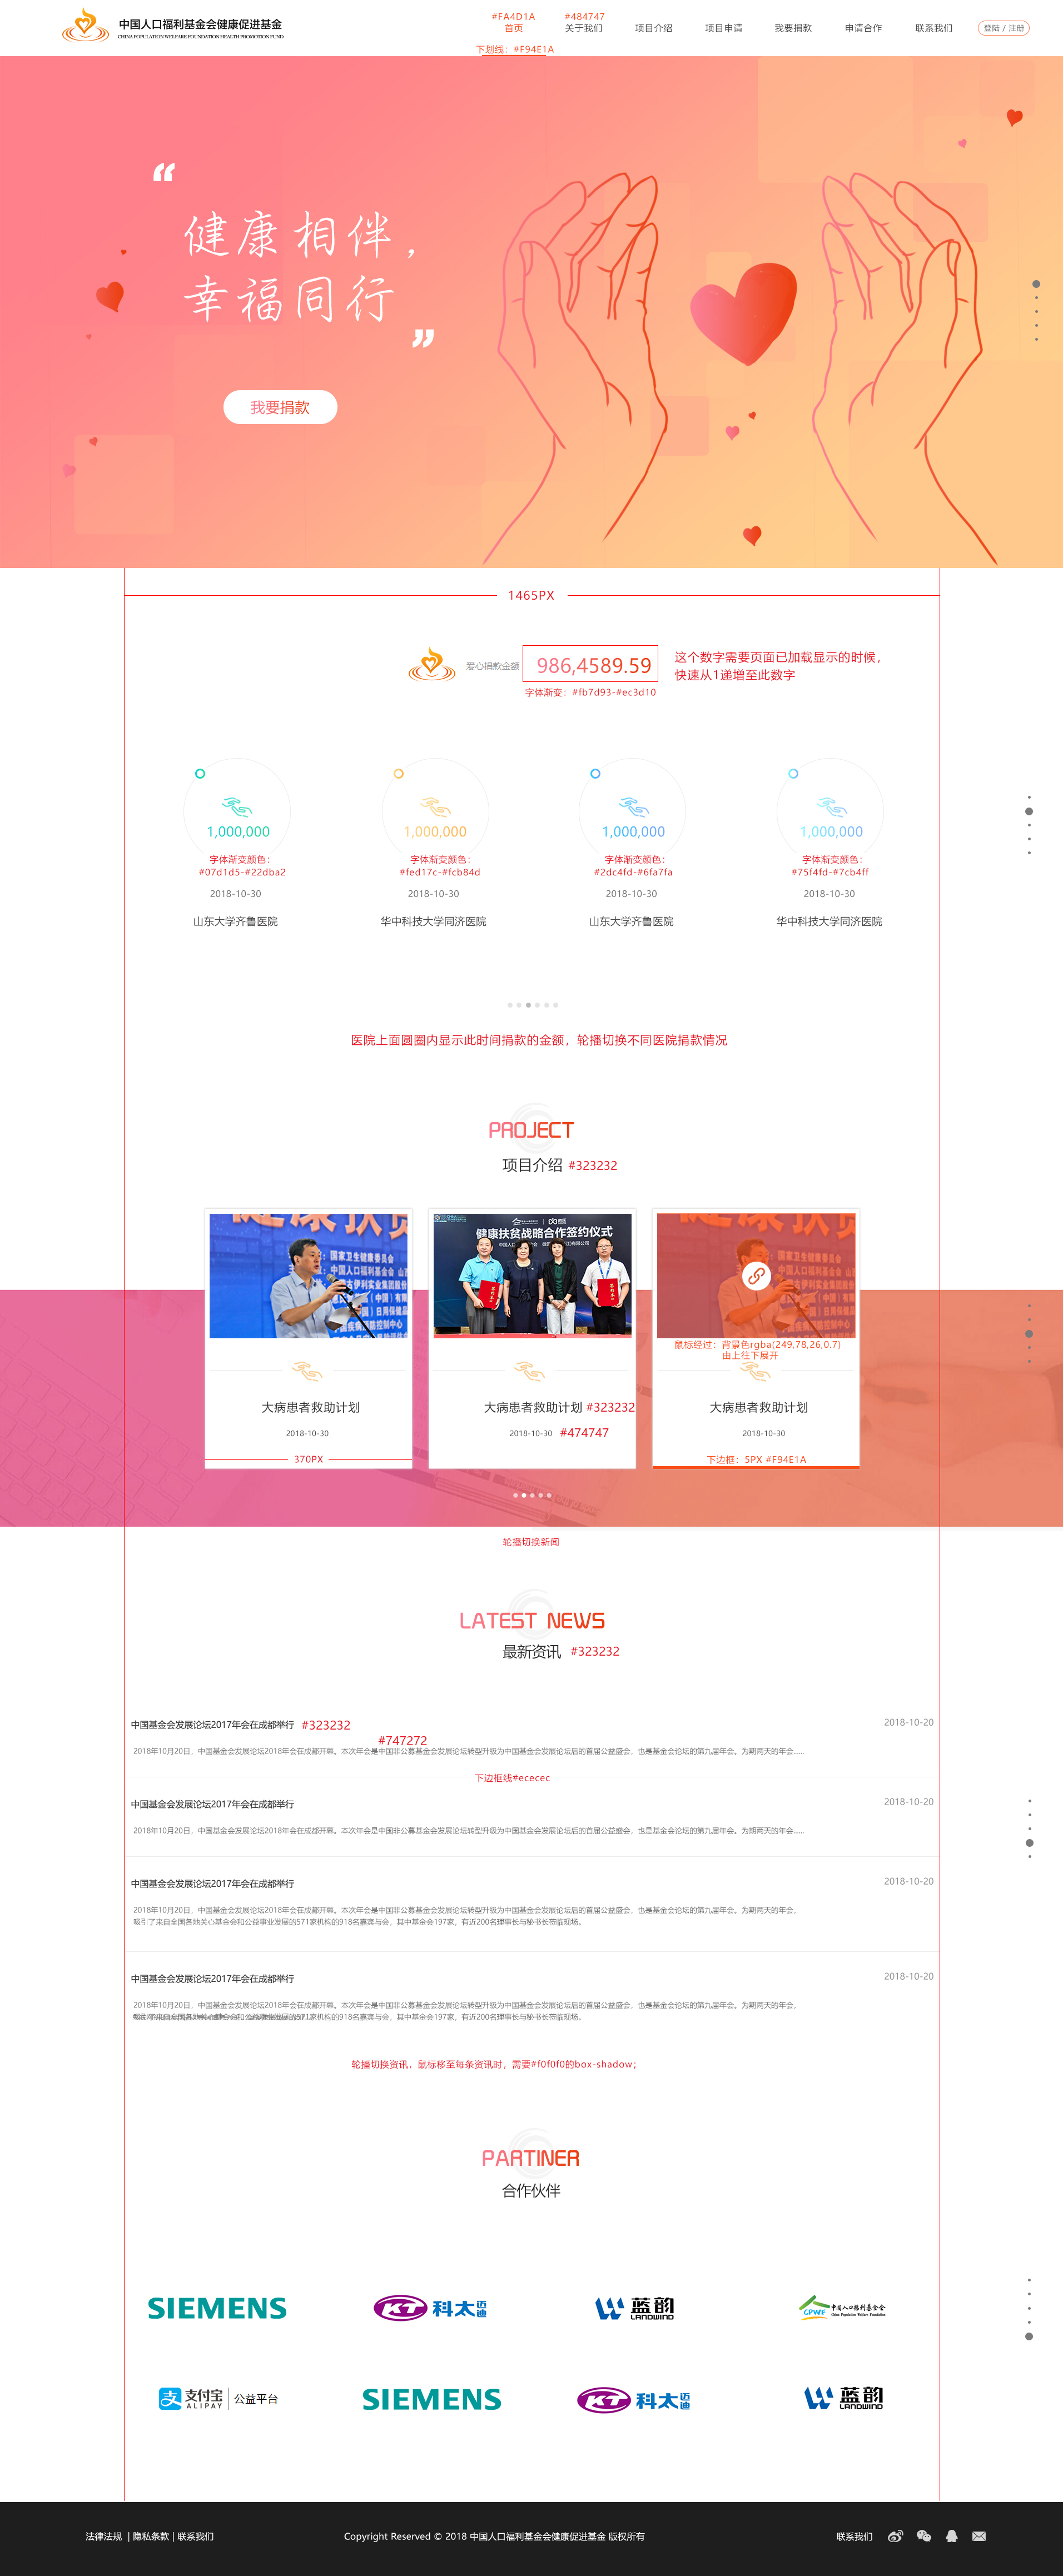 中国人口福利基金会健康促进基金
CHINA POPULATION WELFARE FOUNDATION HEALTH PROMOTION FUND
#FA4D1A #484747
首页 关于我们 项目介绍 项目申请 我要捐款 申请合作 联系我们 登陆 / 注册
下划线：#F94E1A
“
健康相伴，
幸福同行
”
我要捐款
1465PX
爱心捐款金额 986,4589.59
这个数字需要页面已加载显示的时候，
快速从1递增至此数字
字体渐变：#fb7d93-#ec3d10
1,000,000 1,000,000 1,000,000 1,000,000
字体渐变颜色： 字体渐变颜色： 字体渐变颜色： 字体渐变颜色：
#07d1d5-#22dba2 #fed17c-#fcb84d #2dc4fd-#6fa7fa #75f4fd-#7cb4ff
2018-10-30 2018-10-30 2018-10-30 2018-10-30
山东大学齐鲁医院 华中科技大学同济医院 山东大学齐鲁医院 华中科技大学同济医院
医院上面圆圈内显示此时间捐款的金额，轮播切换不同医院捐款情况
PROJECT
项目介绍 #323232
健康扶贫战略合作签约仪式
鼠标经过：背景色rgba(249,78,26,0.7)
由上往下展开
大病患者救助计划 大病患者救助计划 #323232 大病患者救助计划
2018-10-30 2018-10-30 #474747 2018-10-30
370PX 下边框：5PX #F94E1A
轮播切换新闻
LATEST NEWS
最新资讯 #323232
中国基金会发展论坛2017年会在成都举行 #323232 2018-10-20
#747272
2018年10月20日，中国基金会发展论坛2018年会在成都开幕。本次年会是中国非公募基金会发展论坛转型升级为中国基金会发展论坛后的首届公益盛会，也是基金会论坛的第九届年会。为期两天的年会......
下边框线#ececec
中国基金会发展论坛2017年会在成都举行 2018-10-20
2018年10月20日，中国基金会发展论坛2018年会在成都开幕。本次年会是中国非公募基金会发展论坛转型升级为中国基金会发展论坛后的首届公益盛会，也是基金会论坛的第九届年会。为期两天的年会......
中国基金会发展论坛2017年会在成都举行 2018-10-20
2018年10月20日，中国基金会发展论坛2018年会在成都开幕。本次年会是中国非公募基金会发展论坛转型升级为中国基金会发展论坛后的首届公益盛会，也是基金会论坛的第九届年会。为期两天的年会，
吸引了来自全国各地关心基金会和公益事业发展的571家机构的918名嘉宾与会，其中基金会197家，有近200名理事长与秘书长莅临现场。
中国基金会发展论坛2017年会在成都举行 2018-10-20
2018年10月20日，中国基金会发展论坛2018年会在成都开幕。本次年会是中国非公募基金会发展论坛转型升级为中国基金会发展论坛后的首届公益盛会，也是基金会论坛的第九届年会。为期两天的年会，
吸引了来自全国各地关心基金会和公益事业发展的571家机构的918名嘉宾与会，其中基金会197家，有近200名理事长与秘书长莅临现场。
轮播切换资讯，鼠标移至每条资讯时，需要#f0f0f0的box-shadow；
PARTINER
合作伙伴
SIEMENS KT 科太迈迪 蓝韵 LANDWIND CPWF 中国人口福利基金会 China Population Welfare Foundation
支付宝 ALIPAY 公益平台 SIEMENS KT 科太迈迪 蓝韵 LANDWIND
法律法规 | 隐私条款 | 联系我们 Copyright Reserved © 2018 中国人口福利基金会健康促进基金 版权所有 联系我们